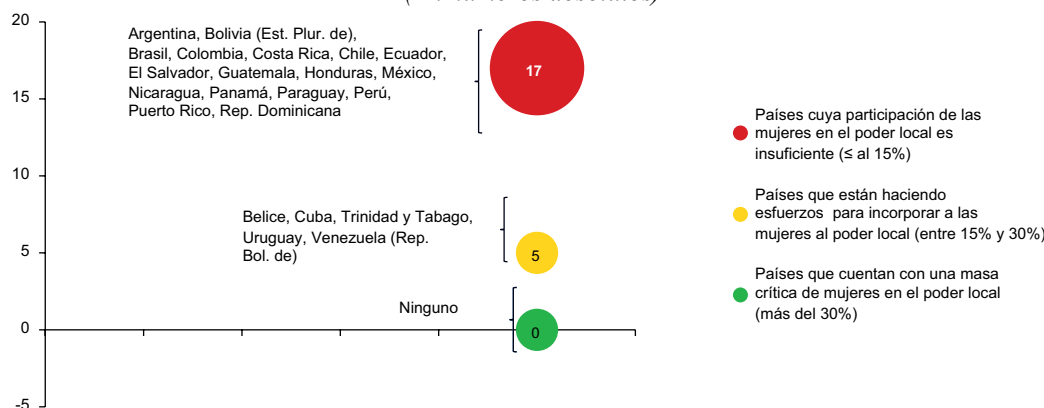 (En números absolutos)
20
Argentina, Bolivia (Est. Plur. de),
Brasil, Colombia, Costa Rica, Chile, Ecuador,
El Salvador, Guatemala, Honduras, México,
Nicaragua, Panamá, Paraguay, Perú,
Puerto Rico, Rep. Dominicana
17
15
10
Belice, Cuba, Trinidad y Tabago,
Uruguay, Venezuela (Rep.
Bol. de)
5
5
Ninguno
0
0
-5
Países cuya participación de las
mujeres en el poder local es
insuficiente (≤ al 15%)
Países que están haciendo
esfuerzos para incorporar a las
mujeres al poder local (entre 15% y 30%)
Países que cuentan con una masa
crítica de mujeres en el poder local
(más del 30%)